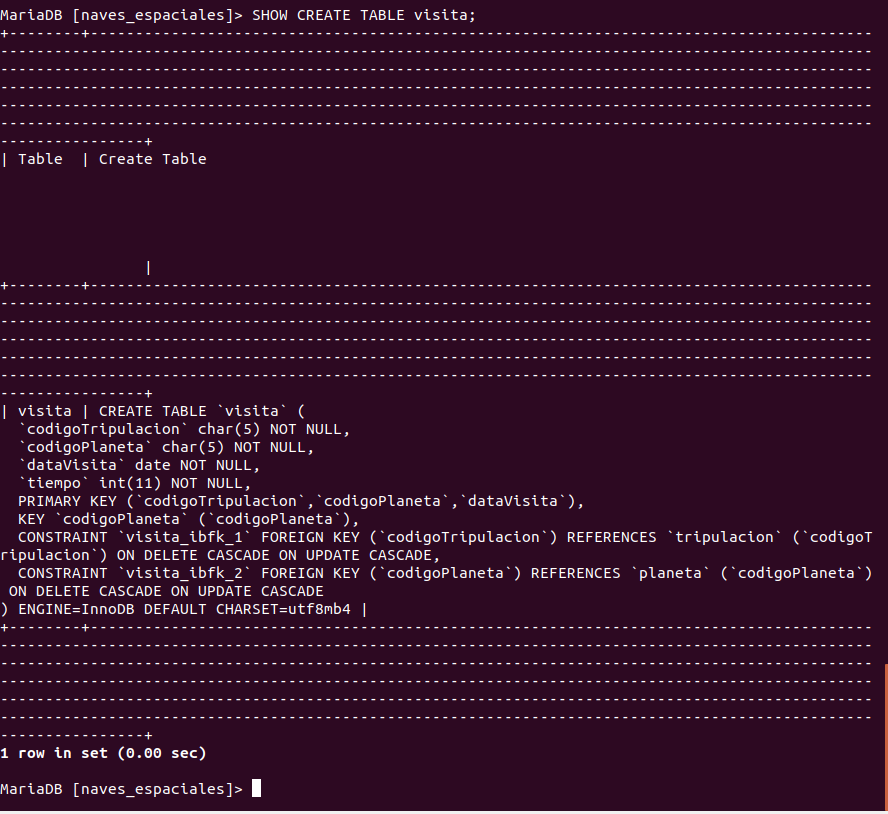 MariaDB [naves_espaciales]> SHOW CREATE TABLE visita;
+--------+---------------------------------------------------------------------------------------
-------------------------------------------------------------------------------------------------
-------------------------------------------------------------------------------------------------
-------------------------------------------------------------------------------------------------
-------------------------------------------------------------------------------------------------
-------------------------------------------------------------------------------------------------
----------------+
| Table  | Create Table
                |
+--------+---------------------------------------------------------------------------------------
-------------------------------------------------------------------------------------------------
-------------------------------------------------------------------------------------------------
-------------------------------------------------------------------------------------------------
-------------------------------------------------------------------------------------------------
-------------------------------------------------------------------------------------------------
----------------+
| visita | CREATE TABLE `visita` (
  `codigoTripulacion` char(5) NOT NULL,
  `codigoPlaneta` char(5) NOT NULL,
  `dataVisita` date NOT NULL,
  `tiempo` int(11) NOT NULL,
  PRIMARY KEY (`codigoTripulacion`,`codigoPlaneta`,`dataVisita`),
  KEY `codigoPlaneta` (`codigoPlaneta`),
  CONSTRAINT `visita_ibfk_1` FOREIGN KEY (`codigoTripulacion`) REFERENCES `tripulacion` (`codigoT
ripulacion`) ON DELETE CASCADE ON UPDATE CASCADE,
  CONSTRAINT `visita_ibfk_2` FOREIGN KEY (`codigoPlaneta`) REFERENCES `planeta` (`codigoPlaneta`)
 ON DELETE CASCADE ON UPDATE CASCADE
) ENGINE=InnoDB DEFAULT CHARSET=utf8mb4 |
+--------+---------------------------------------------------------------------------------------
-------------------------------------------------------------------------------------------------
-------------------------------------------------------------------------------------------------
-------------------------------------------------------------------------------------------------
-------------------------------------------------------------------------------------------------
-------------------------------------------------------------------------------------------------
----------------+
1 row in set (0.00 sec)
MariaDB [naves_espaciales]>